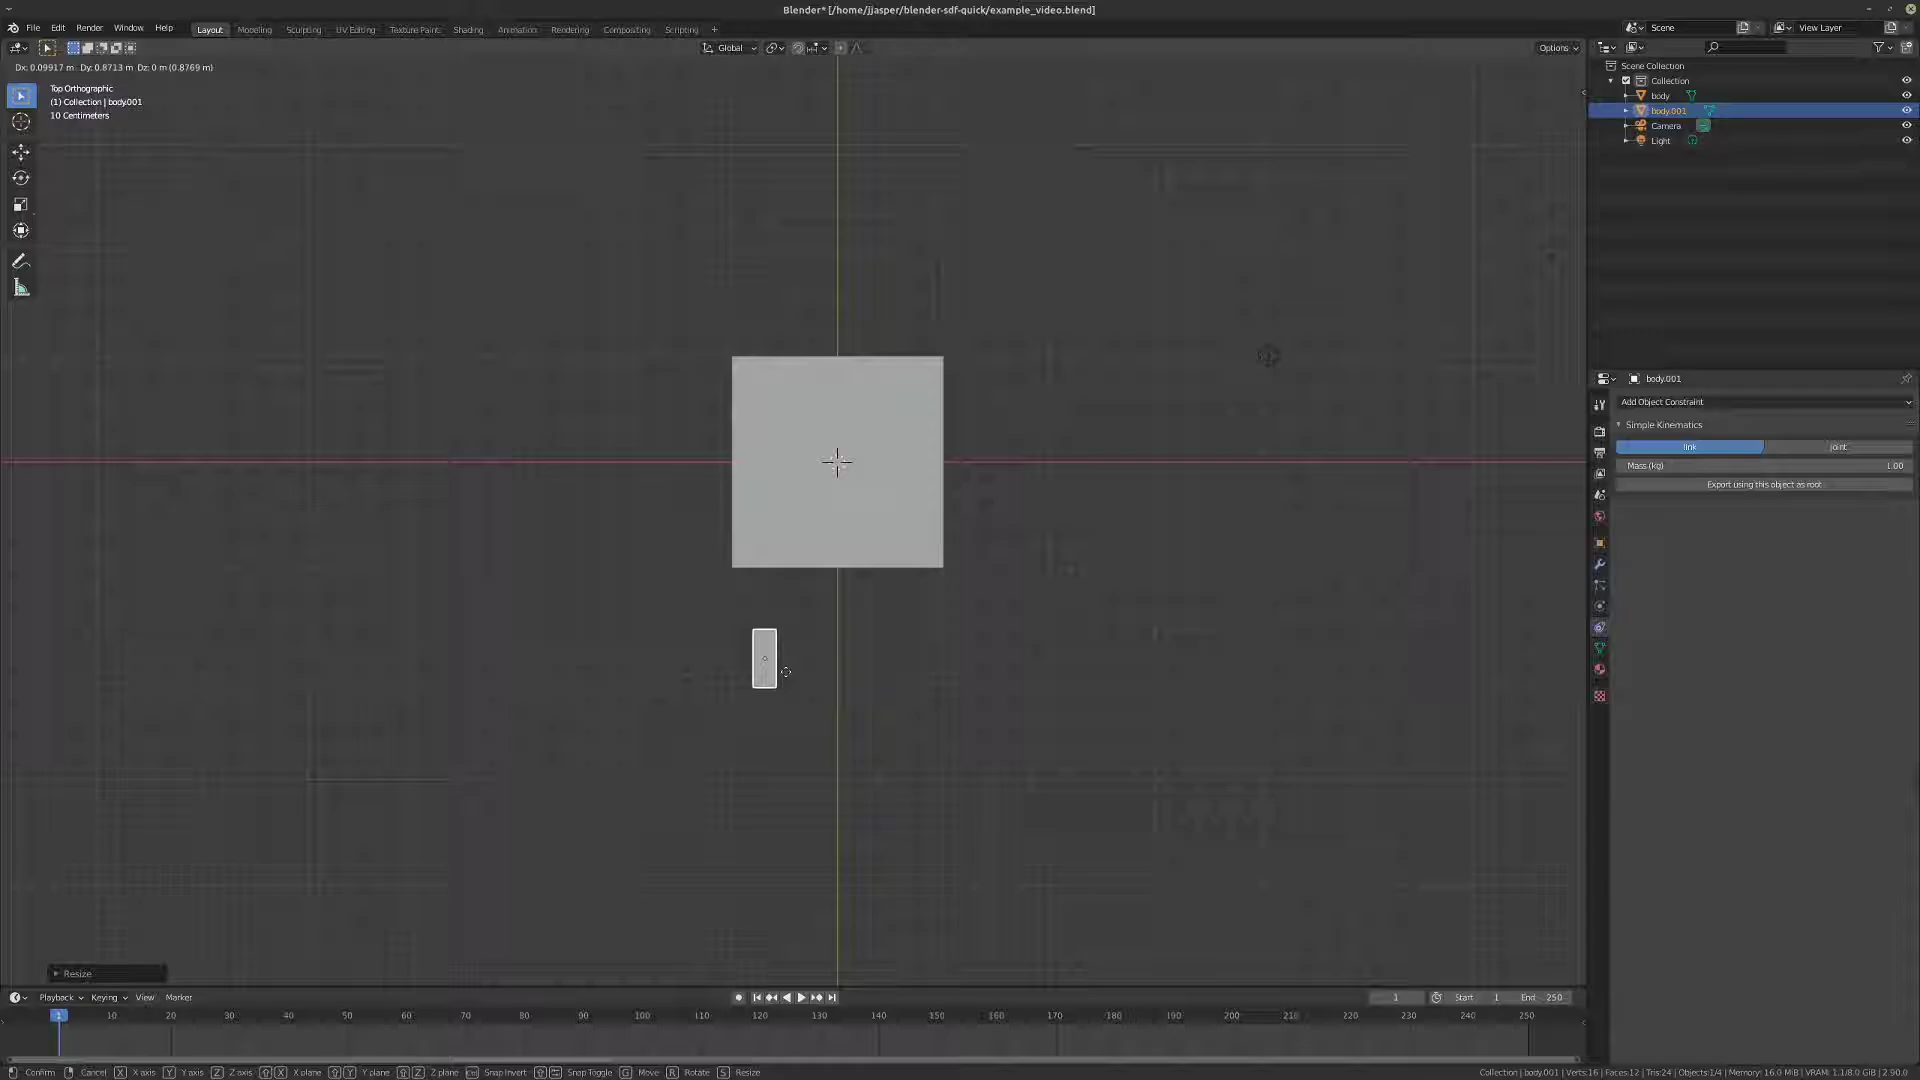 Blender* [/home/jjasper/blender-sdf-quick/example_video.blend]
File Edit Render Window Help Layout Modeling Sculpting UV Editing Texture Paint Shading Animation Rendering Compositing Scripting + Scene View Layer
Global Options
Dx: 0.09917 m Dy: 0.8713 m Dz: 0 m (0.8769 m)
Top Orthographic
(1) Collection | body.001
10 Centimeters
Scene Collection
Collection
body
body.001
Camera
Light
body.001
Add Object Constraint
Simple Kinematics
link joint
Mass (kg) 1.00
Export using this object as root
Resize
Playback Keying View Marker 1 Start 1 End 250
1 10 20 30 40 50 60 70 80 90 100 110 120 130 140 150 160 170 180 190 200 210 220 230 240 250
Confirm Cancel X X axis Y Y axis Z Z axis X X plane Y Y plane Z Z plane Snap Invert Snap Toggle G Move R Rotate S Resize Collection | body.001 | Verts:16 | Faces:12 | Tris:24 | Objects:1/4 | Memory: 16.0 MiB | VRAM: 1.1/8.0 GiB | 2.90.0